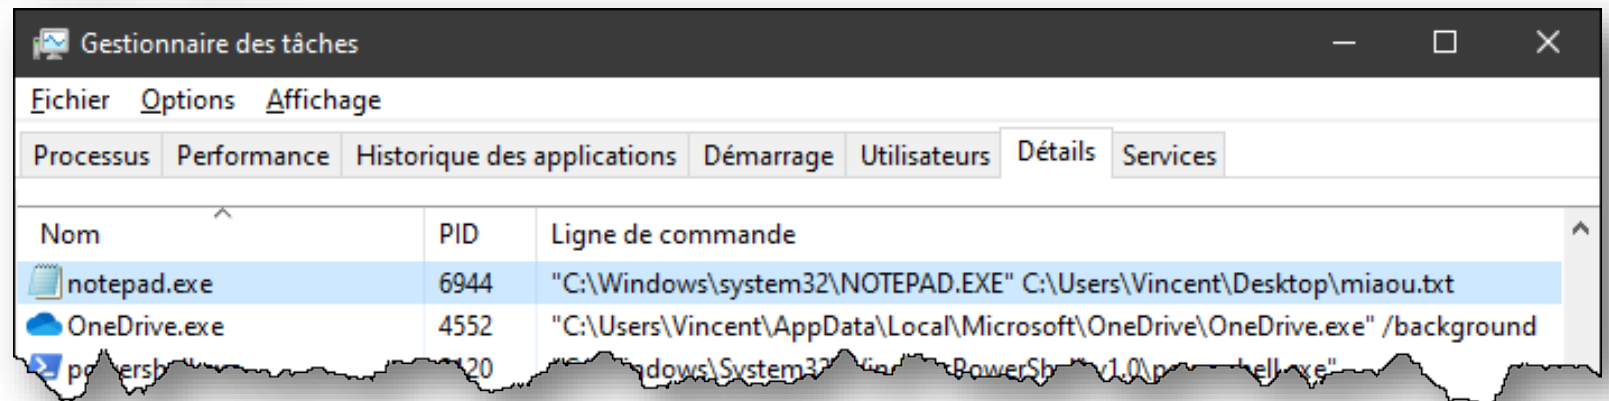 Gestionnaire des tâches
Fichier Options Affichage
Processus Performance Historique des applications Démarrage Utilisateurs Détails Services
Nom PID Ligne de commande
notepad.exe 6944 "C:\Windows\system32\NOTEPAD.EXE" C:\Users\Vincent\Desktop\miaou.txt
OneDrive.exe 4552 "C:\Users\Vincent\AppData\Local\Microsoft\OneDrive\OneDrive.exe" /background